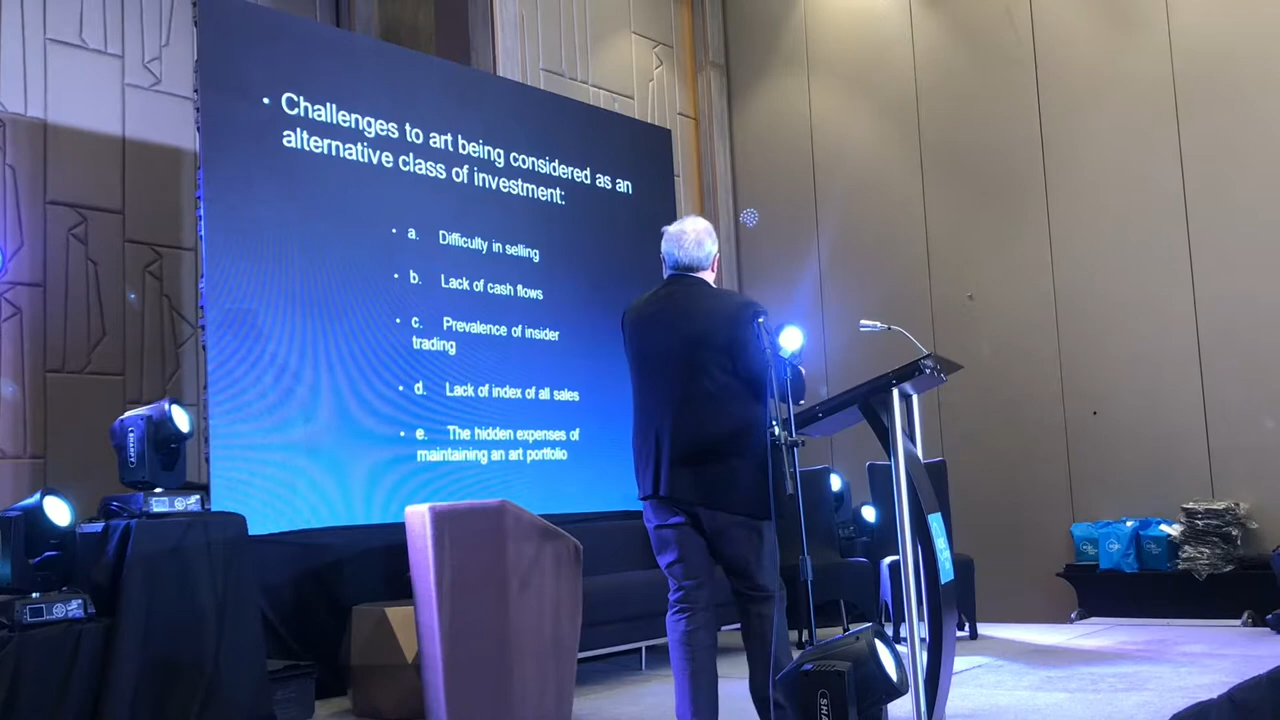 • Challenges to art being considered as an
alternative class of investment:
• a. Difficulty in selling
• b. Lack of cash flows
• c. Prevalence of insider
trading
• d. Lack of index of all sales
• e. The hidden expenses of
maintaining an art portfolio
SHARPY